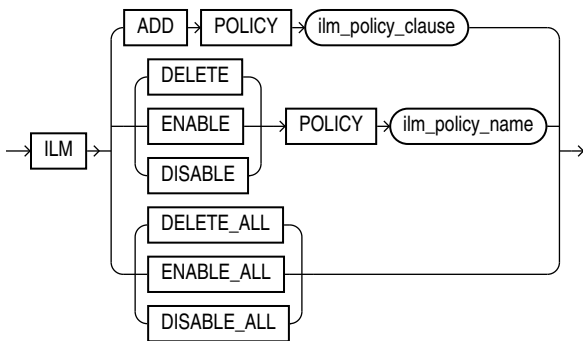 ADD POLICY ilm_policy_clause
DELETE
ENABLE POLICY ilm_policy_name
ILM
DISABLE
DELETE_ALL
ENABLE_ALL
DISABLE_ALL